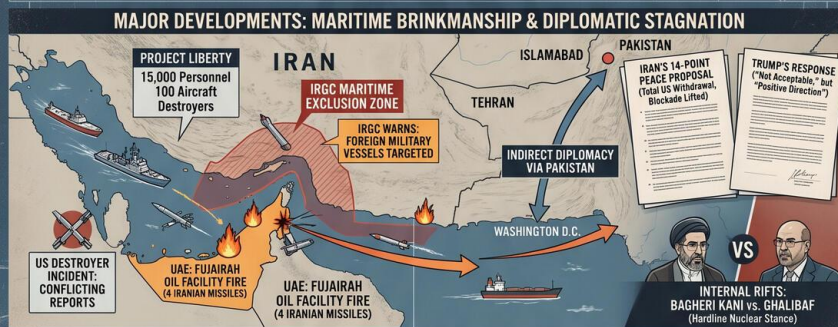 MAJOR DEVELOPMENTS: MARITIME BRINKMANSHIP & DIPLOMATIC STAGNATION
PROJECT LIBERTY
15,000 Personnel
100 Aircraft
Destroyers
IRAN
IRGC MARITIME
EXCLUSION ZONE
IRGC WARNS:
FOREIGN MILITARY
VESSELS TARGETED
ISLAMABAD
PAKISTAN
TEHRAN
INDIRECT DIPLOMACY
VIA PAKISTAN
WASHINGTON D.C.
IRAN'S 14-POINT
PEACE PROPOSAL
(Total US Withdrawal,
Blockade Lifted)
TRUMP'S RESPONSE
("Not Acceptable," but
"Positive Direction")
US DESTROYER
INCIDENT:
CONFLICTING
REPORTS
UAE: FUJAIRAH
OIL FACILITY FIRE
(4 IRANIAN MISSILES)
UAE: FUJAIRAH
OIL FACILITY FIRE
(4 IRANIAN MISSILES)
VS
INTERNAL RIFTS:
BAGHERI KANI vs. GHALIBAF
(Hardline Nuclear Stance)